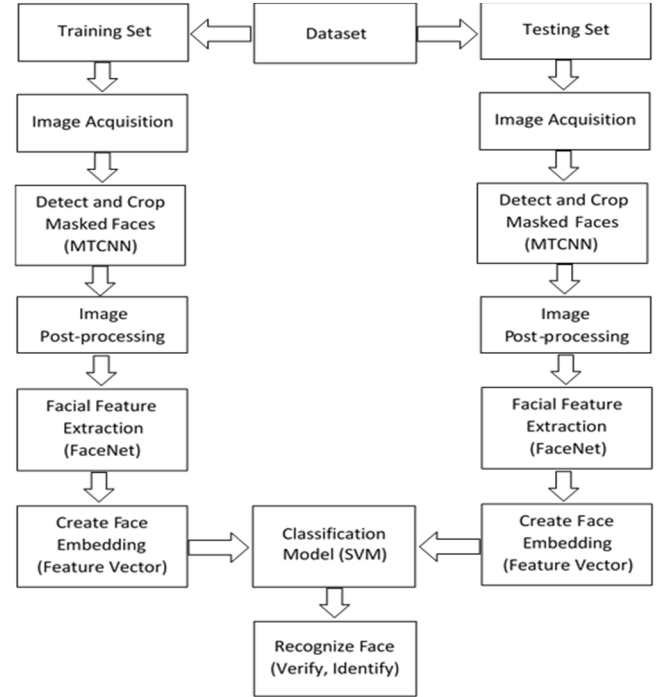 Training Set
Dataset
Testing Set
Image Acquisition
Image Acquisition
Detect and Crop
Masked Faces
(MTCNN)
Detect and Crop
Masked Faces
(MTCNN)
Image
Post-processing
Image
Post-processing
Facial Feature
Extraction
(FaceNet)
Facial Feature
Extraction
(FaceNet)
Create Face
Embedding
(Feature Vector)
Classification
Model (SVM)
Create Face
Embedding
(Feature Vector)
Recognize Face
(Verify, Identify)